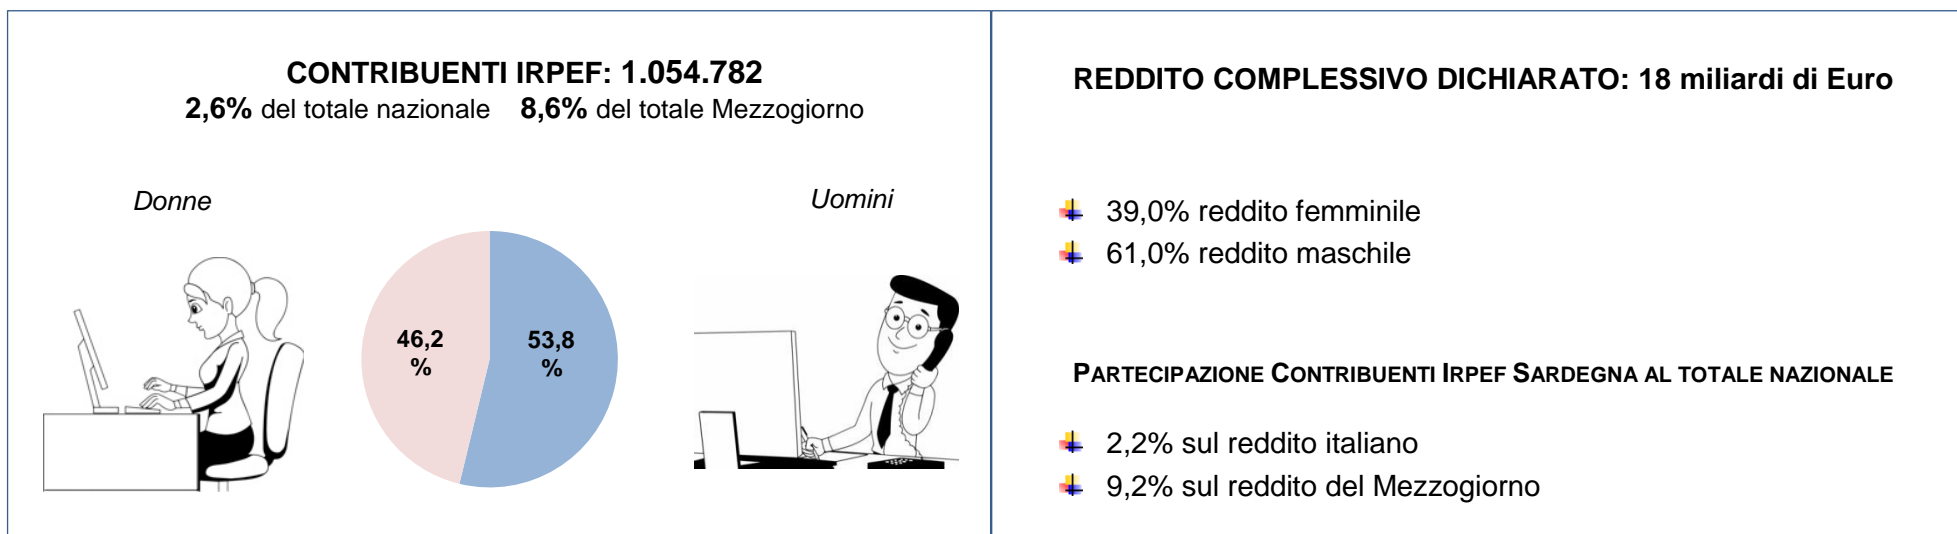 CONTRIBUENTI IRPEF: 1.054.782
2,6% del totale nazionale 8,6% del totale Mezzogiorno
Donne
Uomini
46,2
%
53,8
%
REDDITO COMPLESSIVO DICHIARATO: 18 miliardi di Euro
39,0% reddito femminile
61,0% reddito maschile
PARTECIPAZIONE CONTRIBUENTI IRPEF SARDEGNA AL TOTALE NAZIONALE
2,2% sul reddito italiano
9,2% sul reddito del Mezzogiorno